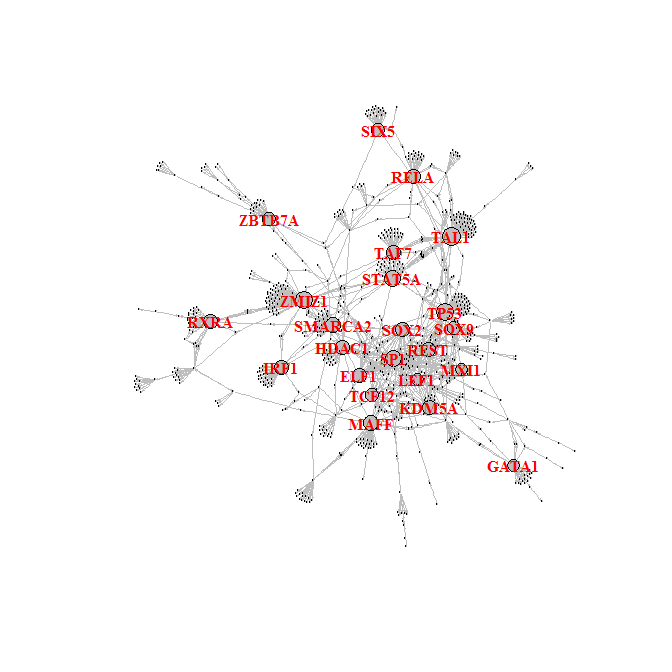 SIX5
RELA
ZBTB7A
TAL1
TAF7
STAT5A
ZMIZ1
TP53
RXRA
SMARCA2
SOX2
SOX9
HDAC1
REST
SP1
IRF1
MXI1
ELF1
LEF1
TCF12
KDM5A
MAFF
GATA1